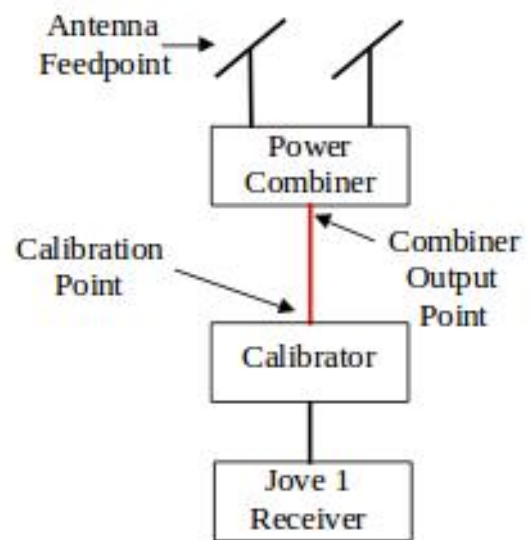 Antenna
Feedpoint
Power
Combiner
Calibration
Point
Combiner
Output
Point
Calibrator
Jove 1
Receiver